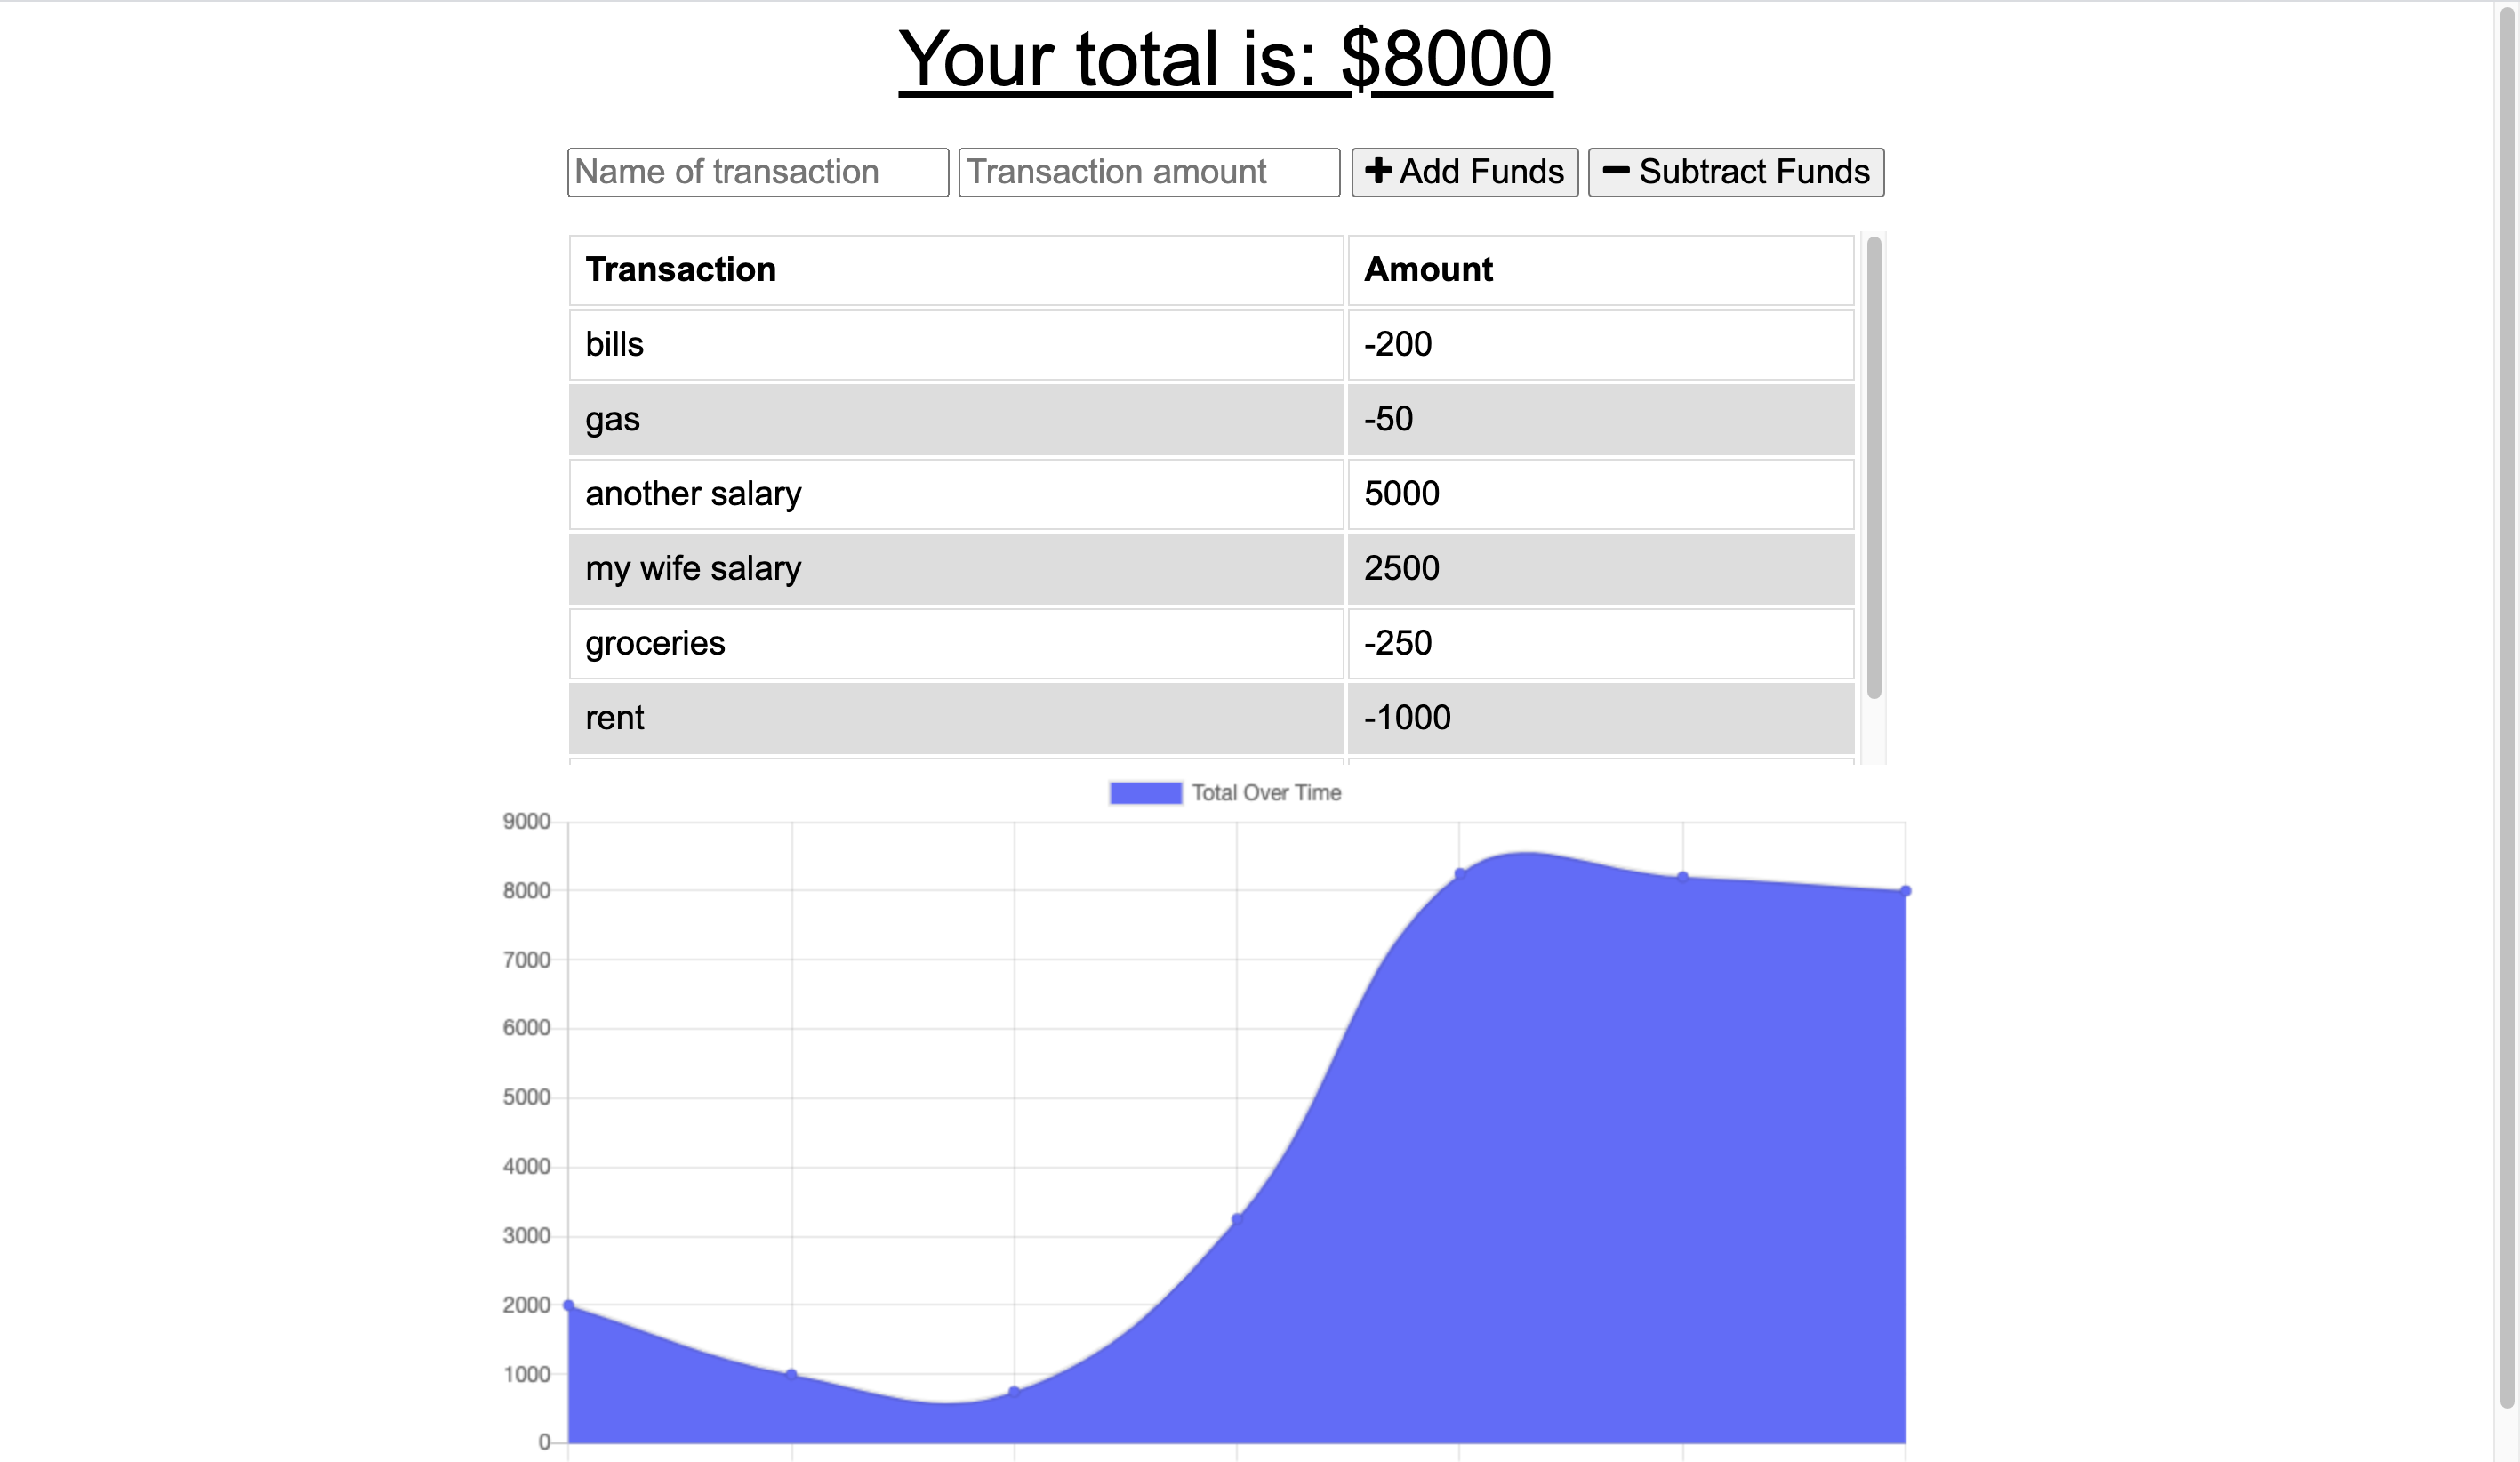 Your total is: $8000
Name of transaction Transaction amount Add Funds Subtract Funds
Transaction Amount
bills -200
gas -50
another salary 5000
my wife salary 2500
groceries -250
rent -1000
Total Over Time
9000
8000
7000
6000
5000
4000
3000
2000
1000
0